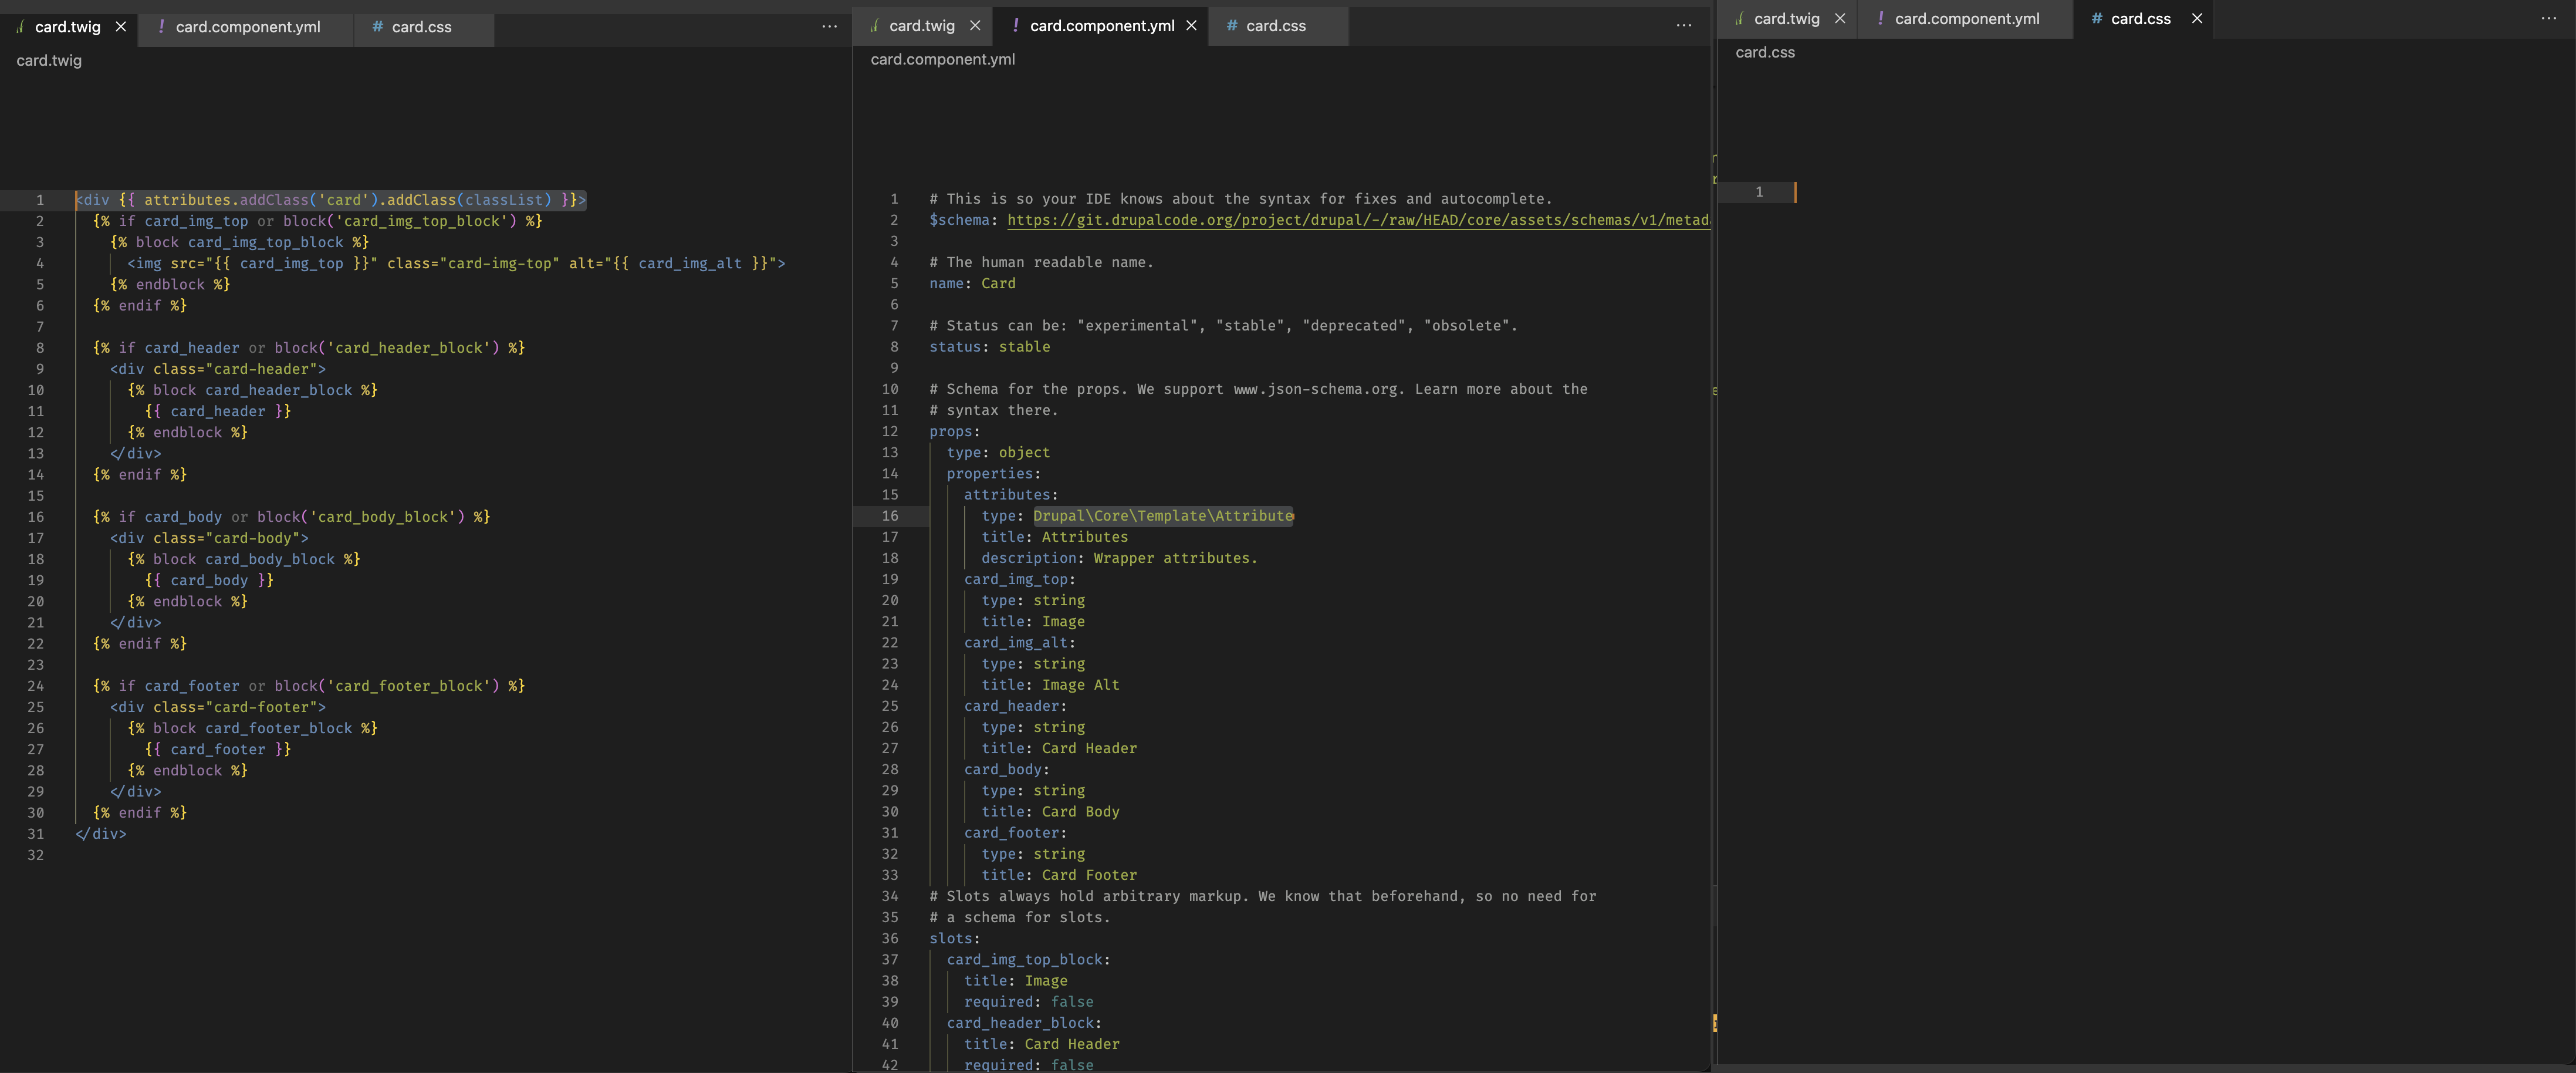 card.twig
card.component.yml
card.css
card.twig
1 <div {{ attributes.addClass('card').addClass(classList) }}>
2 {% if card_img_top or block('card_img_top_block') %}
3 {% block card_img_top_block %}
4 <img src="{{ card_img_top }}" class="card-img-top" alt="{{ card_img_alt }}">
5 {% endblock %}
6 {% endif %}
7
8 {% if card_header or block('card_header_block') %}
9 <div class="card-header">
10 {% block card_header_block %}
11 {{ card_header }}
12 {% endblock %}
13 </div>
14 {% endif %}
15
16 {% if card_body or block('card_body_block') %}
17 <div class="card-body">
18 {% block card_body_block %}
19 {{ card_body }}
20 {% endblock %}
21 </div>
22 {% endif %}
23
24 {% if card_footer or block('card_footer_block') %}
25 <div class="card-footer">
26 {% block card_footer_block %}
27 {{ card_footer }}
28 {% endblock %}
29 </div>
30 {% endif %}
31 </div>
32
card.twig
! card.component.yml
# card.css
card.component.yml
1 # This is so your IDE knows about the syntax for fixes and autocomplete.
2 $schema: https://git.drupalcode.org/project/drupal/-/raw/HEAD/core/assets/schemas/v1/metad
3
4 # The human readable name.
5 name: Card
6
7 # Status can be: "experimental", "stable", "deprecated", "obsolete".
8 status: stable
9
10 # Schema for the props. We support www.json-schema.org. Learn more about the
11 # syntax there.
12 props:
13 type: object
14 properties:
15 attributes:
16 type: Drupal\Core\Template\Attribute
17 title: Attributes
18 description: Wrapper attributes.
19 card_img_top:
20 type: string
21 title: Image
22 card_img_alt:
23 type: string
24 title: Image Alt
25 card_header:
26 type: string
27 title: Card Header
28 card_body:
29 type: string
30 title: Card Body
31 card_footer:
32 type: string
33 title: Card Footer
34 # Slots always hold arbitrary markup. We know that beforehand, so no need for
35 # a schema for slots.
36 slots:
37 card_img_top_block:
38 title: Image
39 required: false
40 card_header_block:
41 title: Card Header
42 required: false
card.twig
! card.component.yml
# card.css
card.css
1